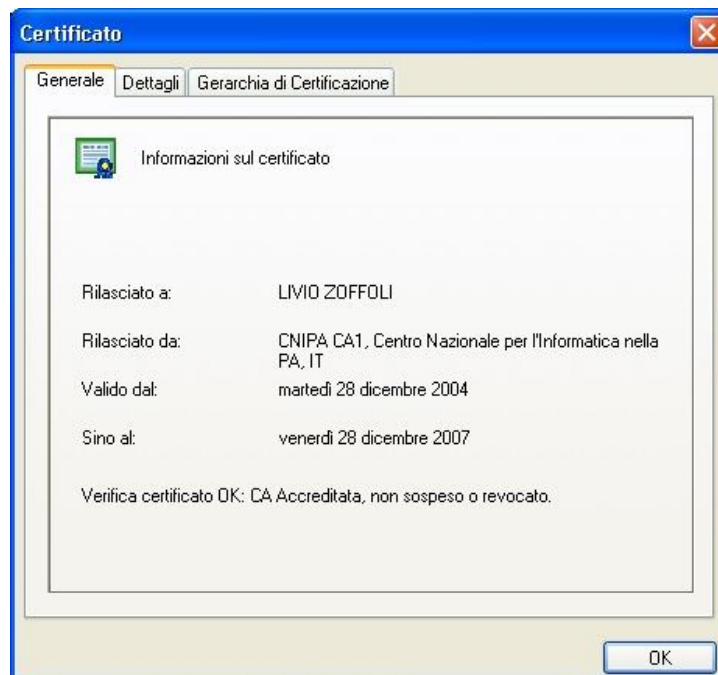 Certificato
Generale Dettagli Gerarchia di Certificazione
Informazioni sul certificato
Rilasciato a: LIVIO ZOFFOLI
Rilasciato da: CNIPA CA1, Centro Nazionale per l'Informatica nella
PA, IT
Valido dal: martedì 28 dicembre 2004
Sino al: venerdì 28 dicembre 2007
Verifica certificato OK: CA Accreditata, non sospeso o revocato.
OK